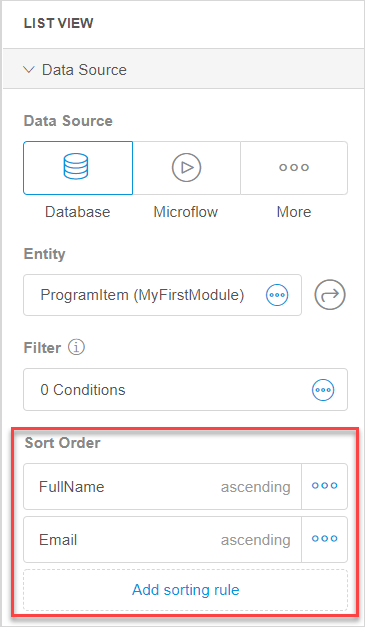 LIST VIEW
Data Source
Data Source
Database Microflow More
Entity
ProgramItem (MyFirstModule)
Filter
0 Conditions
Sort Order
FullName ascending
Email ascending
Add sorting rule